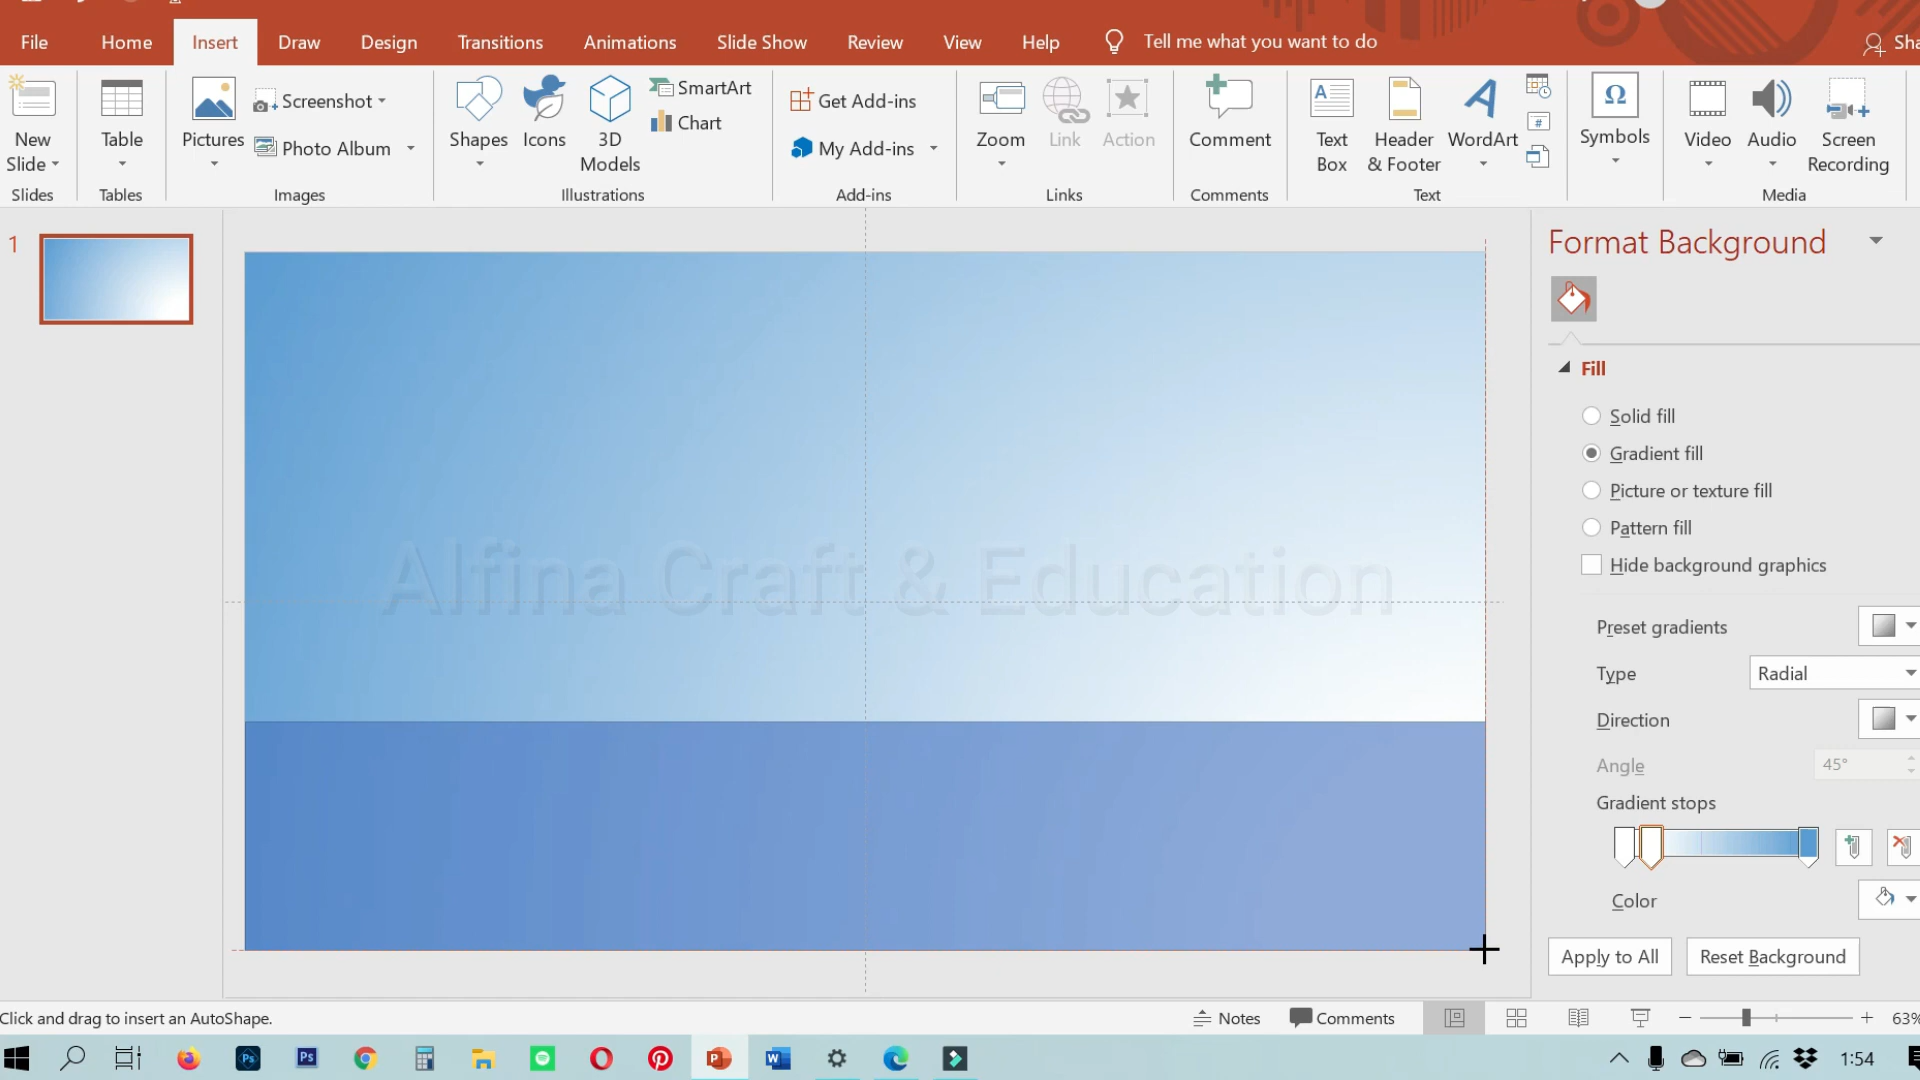 File Home Insert Draw Design Transitions Animations Slide Show Review View Help Tell me what you want to do
New Slide
Table
Pictures
Screenshot
Photo Album
Shapes
Icons
3D Models
SmartArt
Chart
Get Add-ins
My Add-ins
Zoom
Link
Action
Comment
Text Box
Header & Footer
WordArt
Symbols
Video
Audio
Screen Recording
Slides Tables Images Illustrations Add-ins Links Comments Text Media
1
Alfina Craft & Education
Format Background
Fill
Solid fill
Gradient fill
Picture or texture fill
Pattern fill
Hide background graphics
Preset gradients
Type Radial
Direction
Angle 45°
Gradient stops
Color
Apply to All Reset Background
Click and drag to insert an AutoShape. Notes Comments 63%
1:54